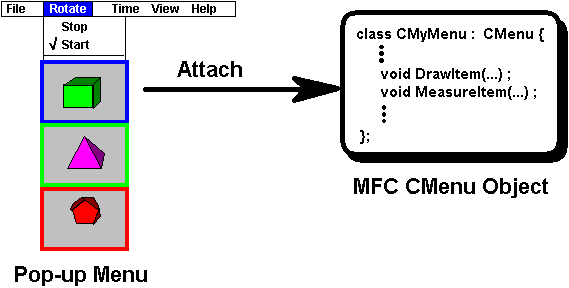 File Rotate Time View Help
Stop
√ Start
Attach
class CMyMenu : CMenu {
void DrawItem(...) ;
void MeasureItem(...) ;
};
MFC CMenu Object
Pop-up Menu